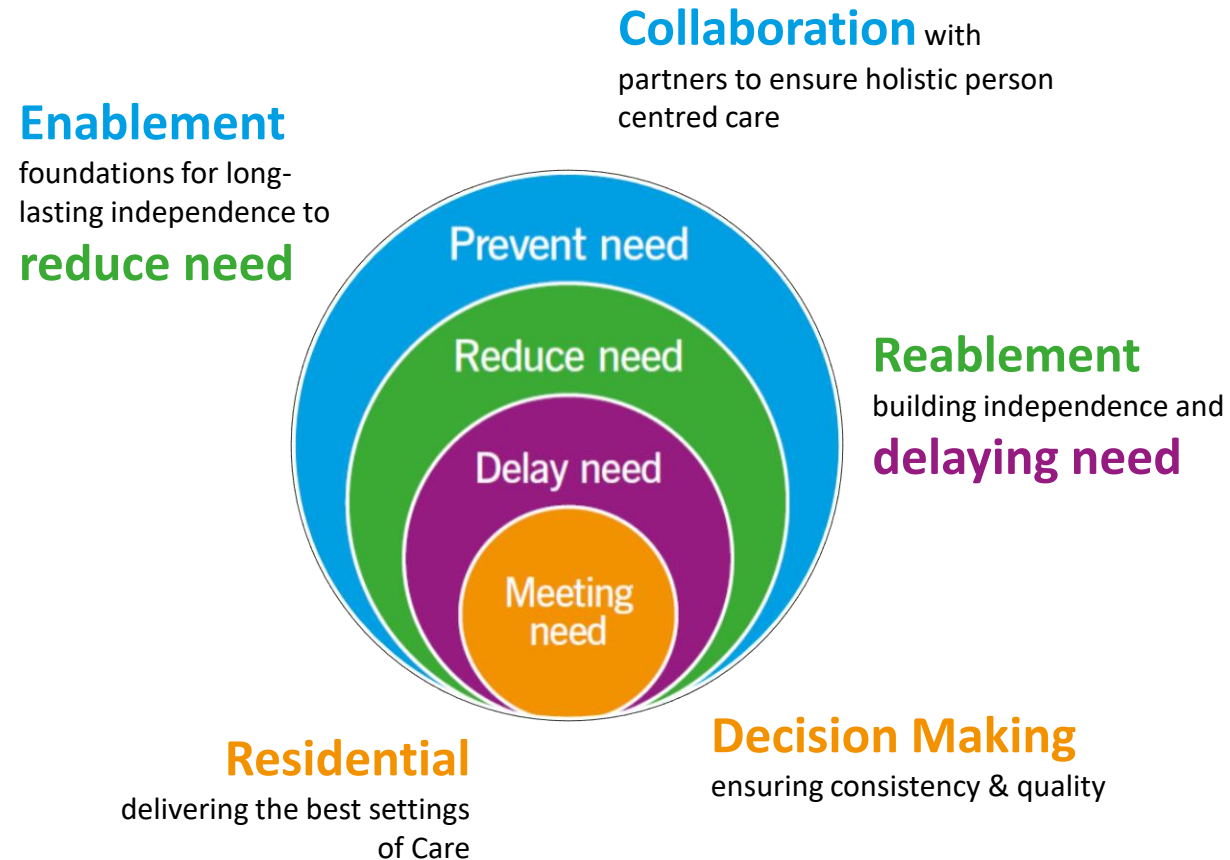 Collaboration with
partners to ensure holistic person
centred care
Enablement
foundations for long-
lasting independence to
reduce need
Prevent need
Reduce need
Delay need
Meeting
need
Reablement
building independence and
delaying need
Residential
delivering the best settings
of Care
Decision Making
ensuring consistency & quality